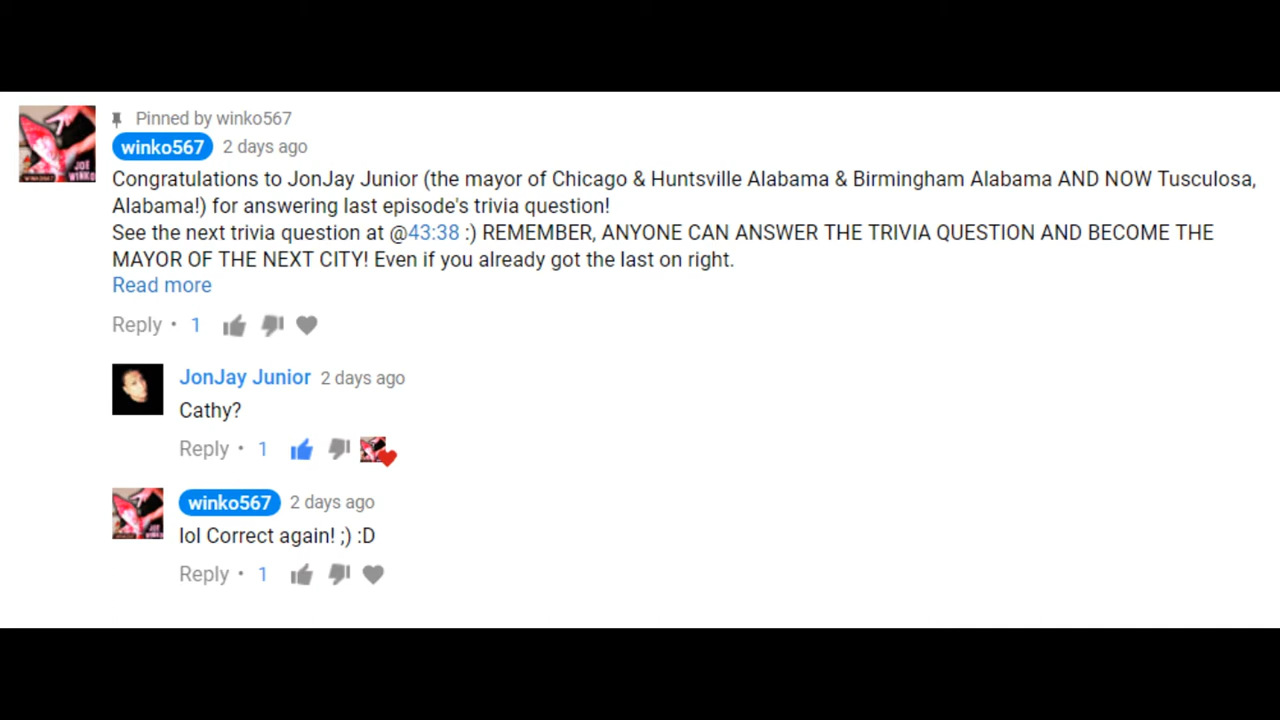 Pinned by winko567
winko567 2 days ago
Congratulations to JonJay Junior (the mayor of Chicago & Huntsville Alabama & Birmingham Alabama AND NOW Tusculosa,
Alabama!) for answering last episode's trivia question!
See the next trivia question at @43:38 :) REMEMBER, ANYONE CAN ANSWER THE TRIVIA QUESTION AND BECOME THE
MAYOR OF THE NEXT CITY! Even if you already got the last on right.
Read more
Reply • 1
JonJay Junior 2 days ago
Cathy?
Reply • 1
winko567 2 days ago
lol Correct again! ;) :D
Reply • 1
JOE
WINKO